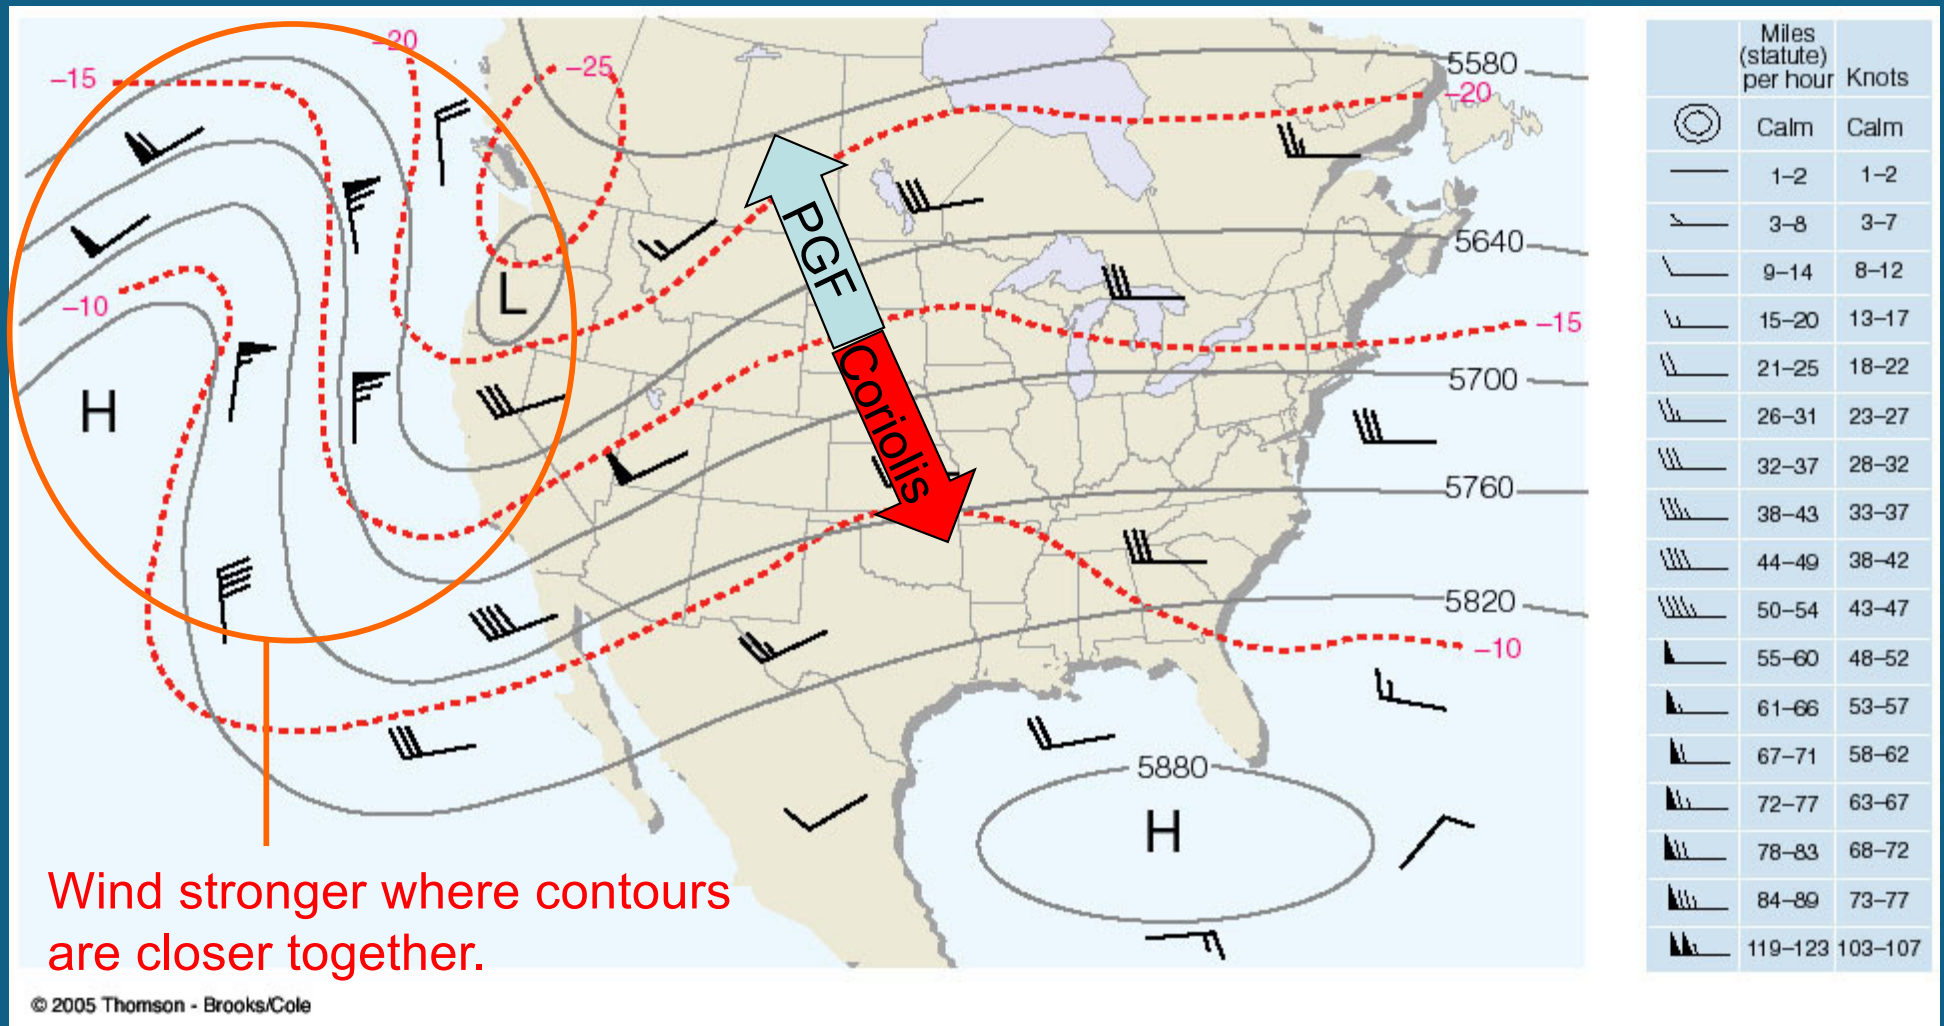 −20
−25
−15
−10
L
H
PGF
Coriolis
5580
−20
5640
−15
5700
5760
5820
−10
5880
H
Wind stronger where contours
are closer together.
© 2005 Thomson - Brooks/Cole
Miles
(statute)
per hour Knots
Calm Calm
1–2 1–2
3–8 3–7
9–14 8–12
15–20 13–17
21–25 18–22
26–31 23–27
32–37 28–32
38–43 33–37
44–49 38–42
50–54 43–47
55–60 48–52
61–66 53–57
67–71 58–62
72–77 63–67
78–83 68–72
84–89 73–77
119–123 103–107